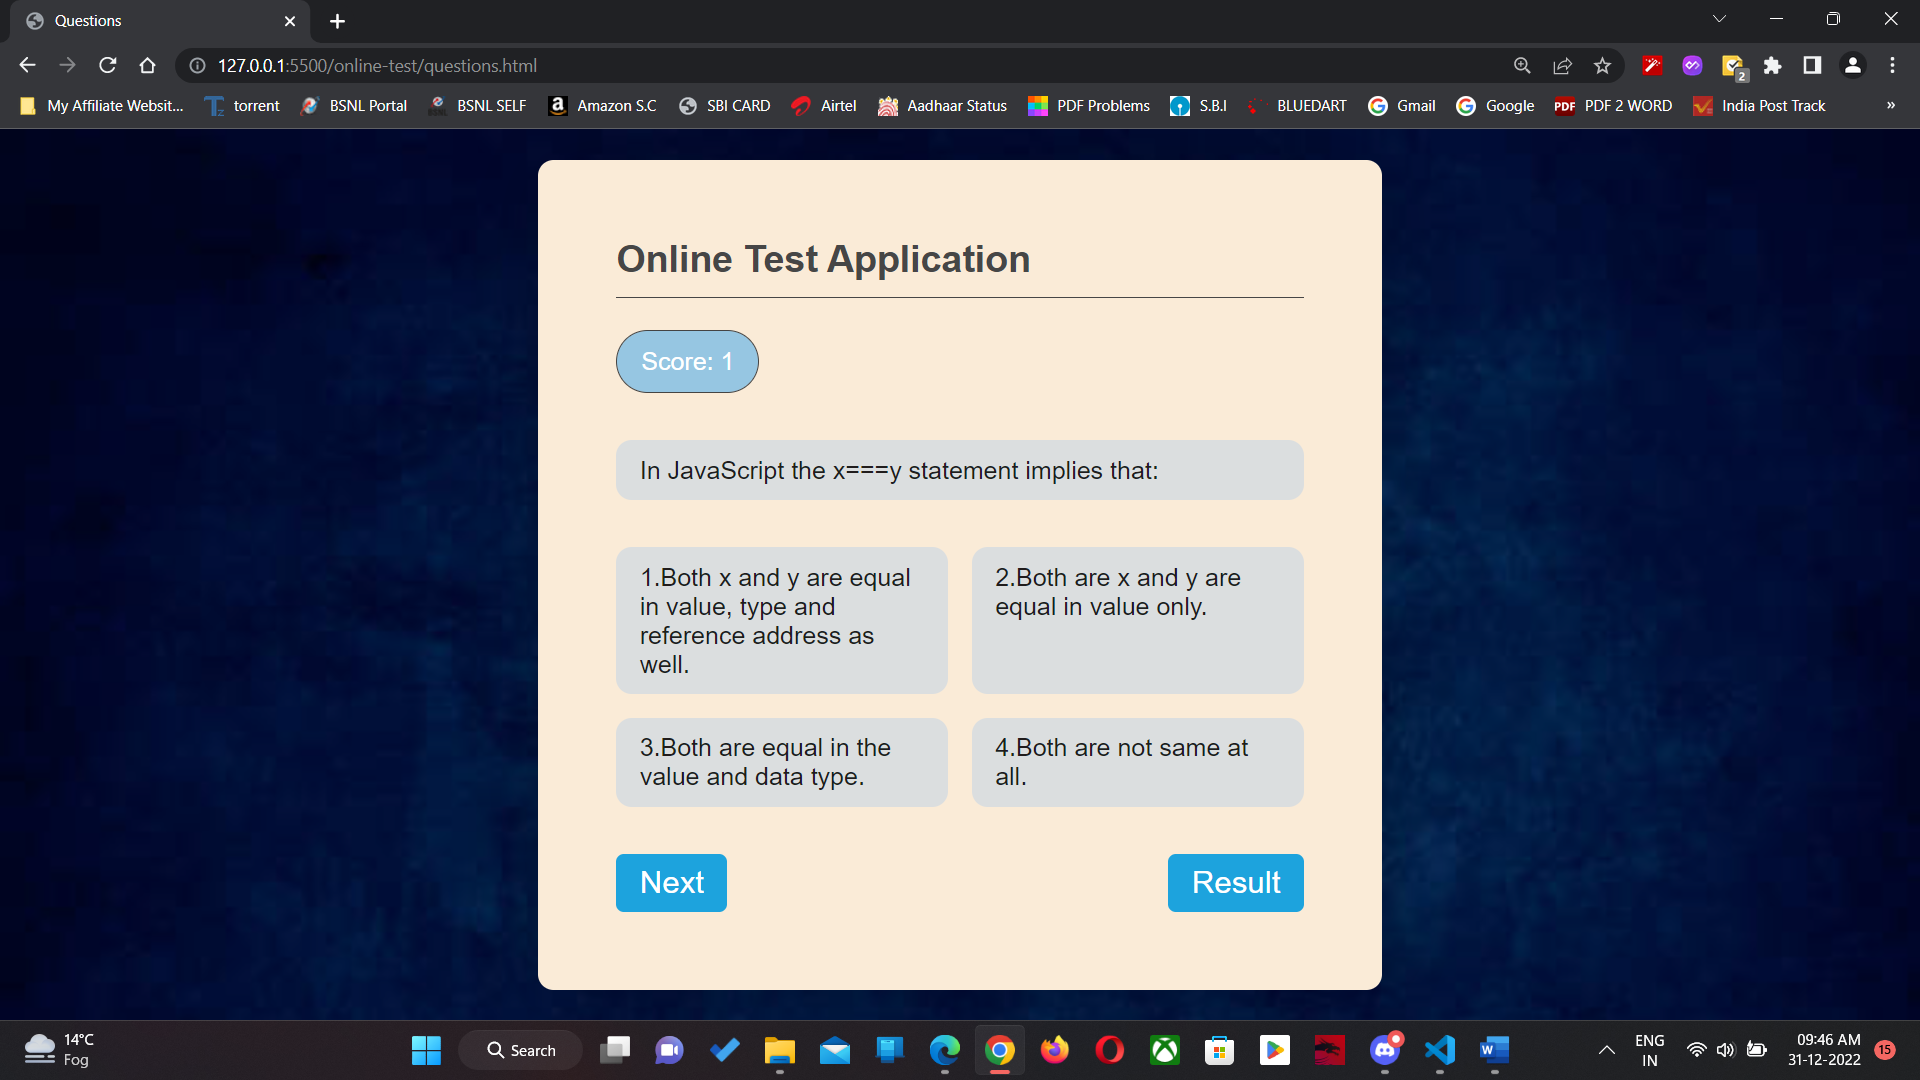 Questions
127.0.0.1:5500/online-test/questions.html
2
My Affiliate Websit... torrent BSNL Portal BSNL SELF Amazon S.C SBI CARD Airtel Aadhaar Status PDF Problems S.B.I BLUEDART Gmail Google PDF PDF 2 WORD India Post Track »
Online Test Application
Score: 1
In JavaScript the x===y statement implies that:
1.Both x and y are equal
in value, type and
reference address as
well.
2.Both are x and y are
equal in value only.
3.Both are equal in the
value and data type.
4.Both are not same at
all.
Next Result
14°C
Fog
Search
ENG
IN
09:46 AM
31-12-2022
15